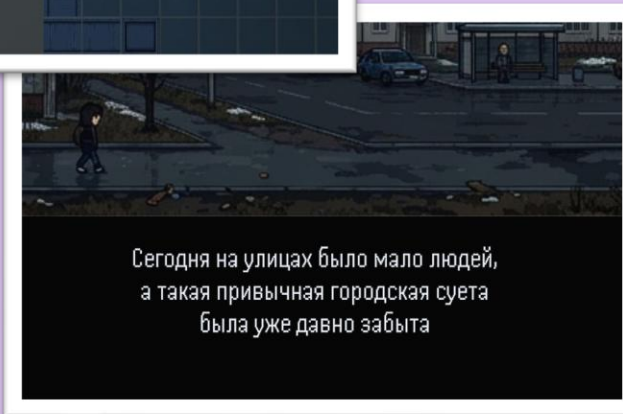 Сегодня на улицах было мало людей,
а такая привычная городская суета
была уже давно забыта